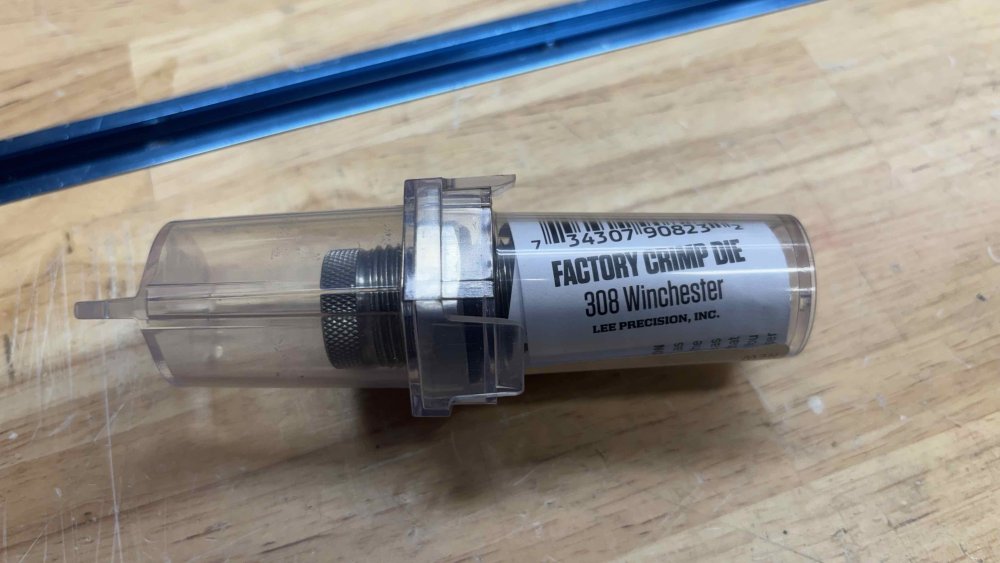 7 34307 90823 2
FACTORY CRIMP DIE
308 Winchester
LEE PRECISION, INC.